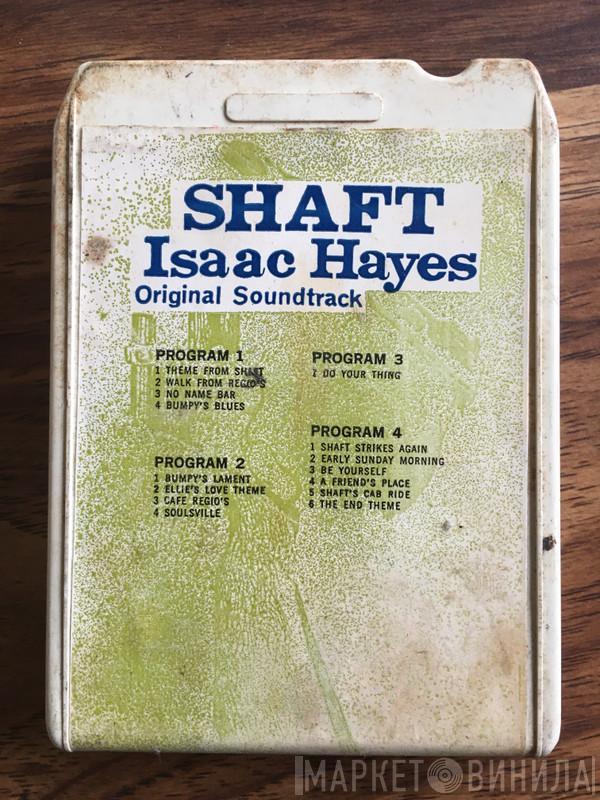 SHAFT
Isaac Hayes
Original Soundtrack
PROGRAM 1
1 THEME FROM SHAFT
2 WALK FROM REGIO'S
3 NO NAME BAR
4 BUMPY'S BLUES
PROGRAM 2
1 BUMPY'S LAMENT
2 ELLIE'S LOVE THEME
3 CAFE REGIO'S
4 SOULSVILLE
PROGRAM 3
1 DO YOUR THING
PROGRAM 4
1 SHAFT STRIKES AGAIN
2 EARLY SUNDAY MORNING
3 BE YOURSELF
4 A FRIEND'S PLACE
5 SHAFT'S CAB RIDE
6 THE END THEME
МАРКЕТ ВИНИЛА